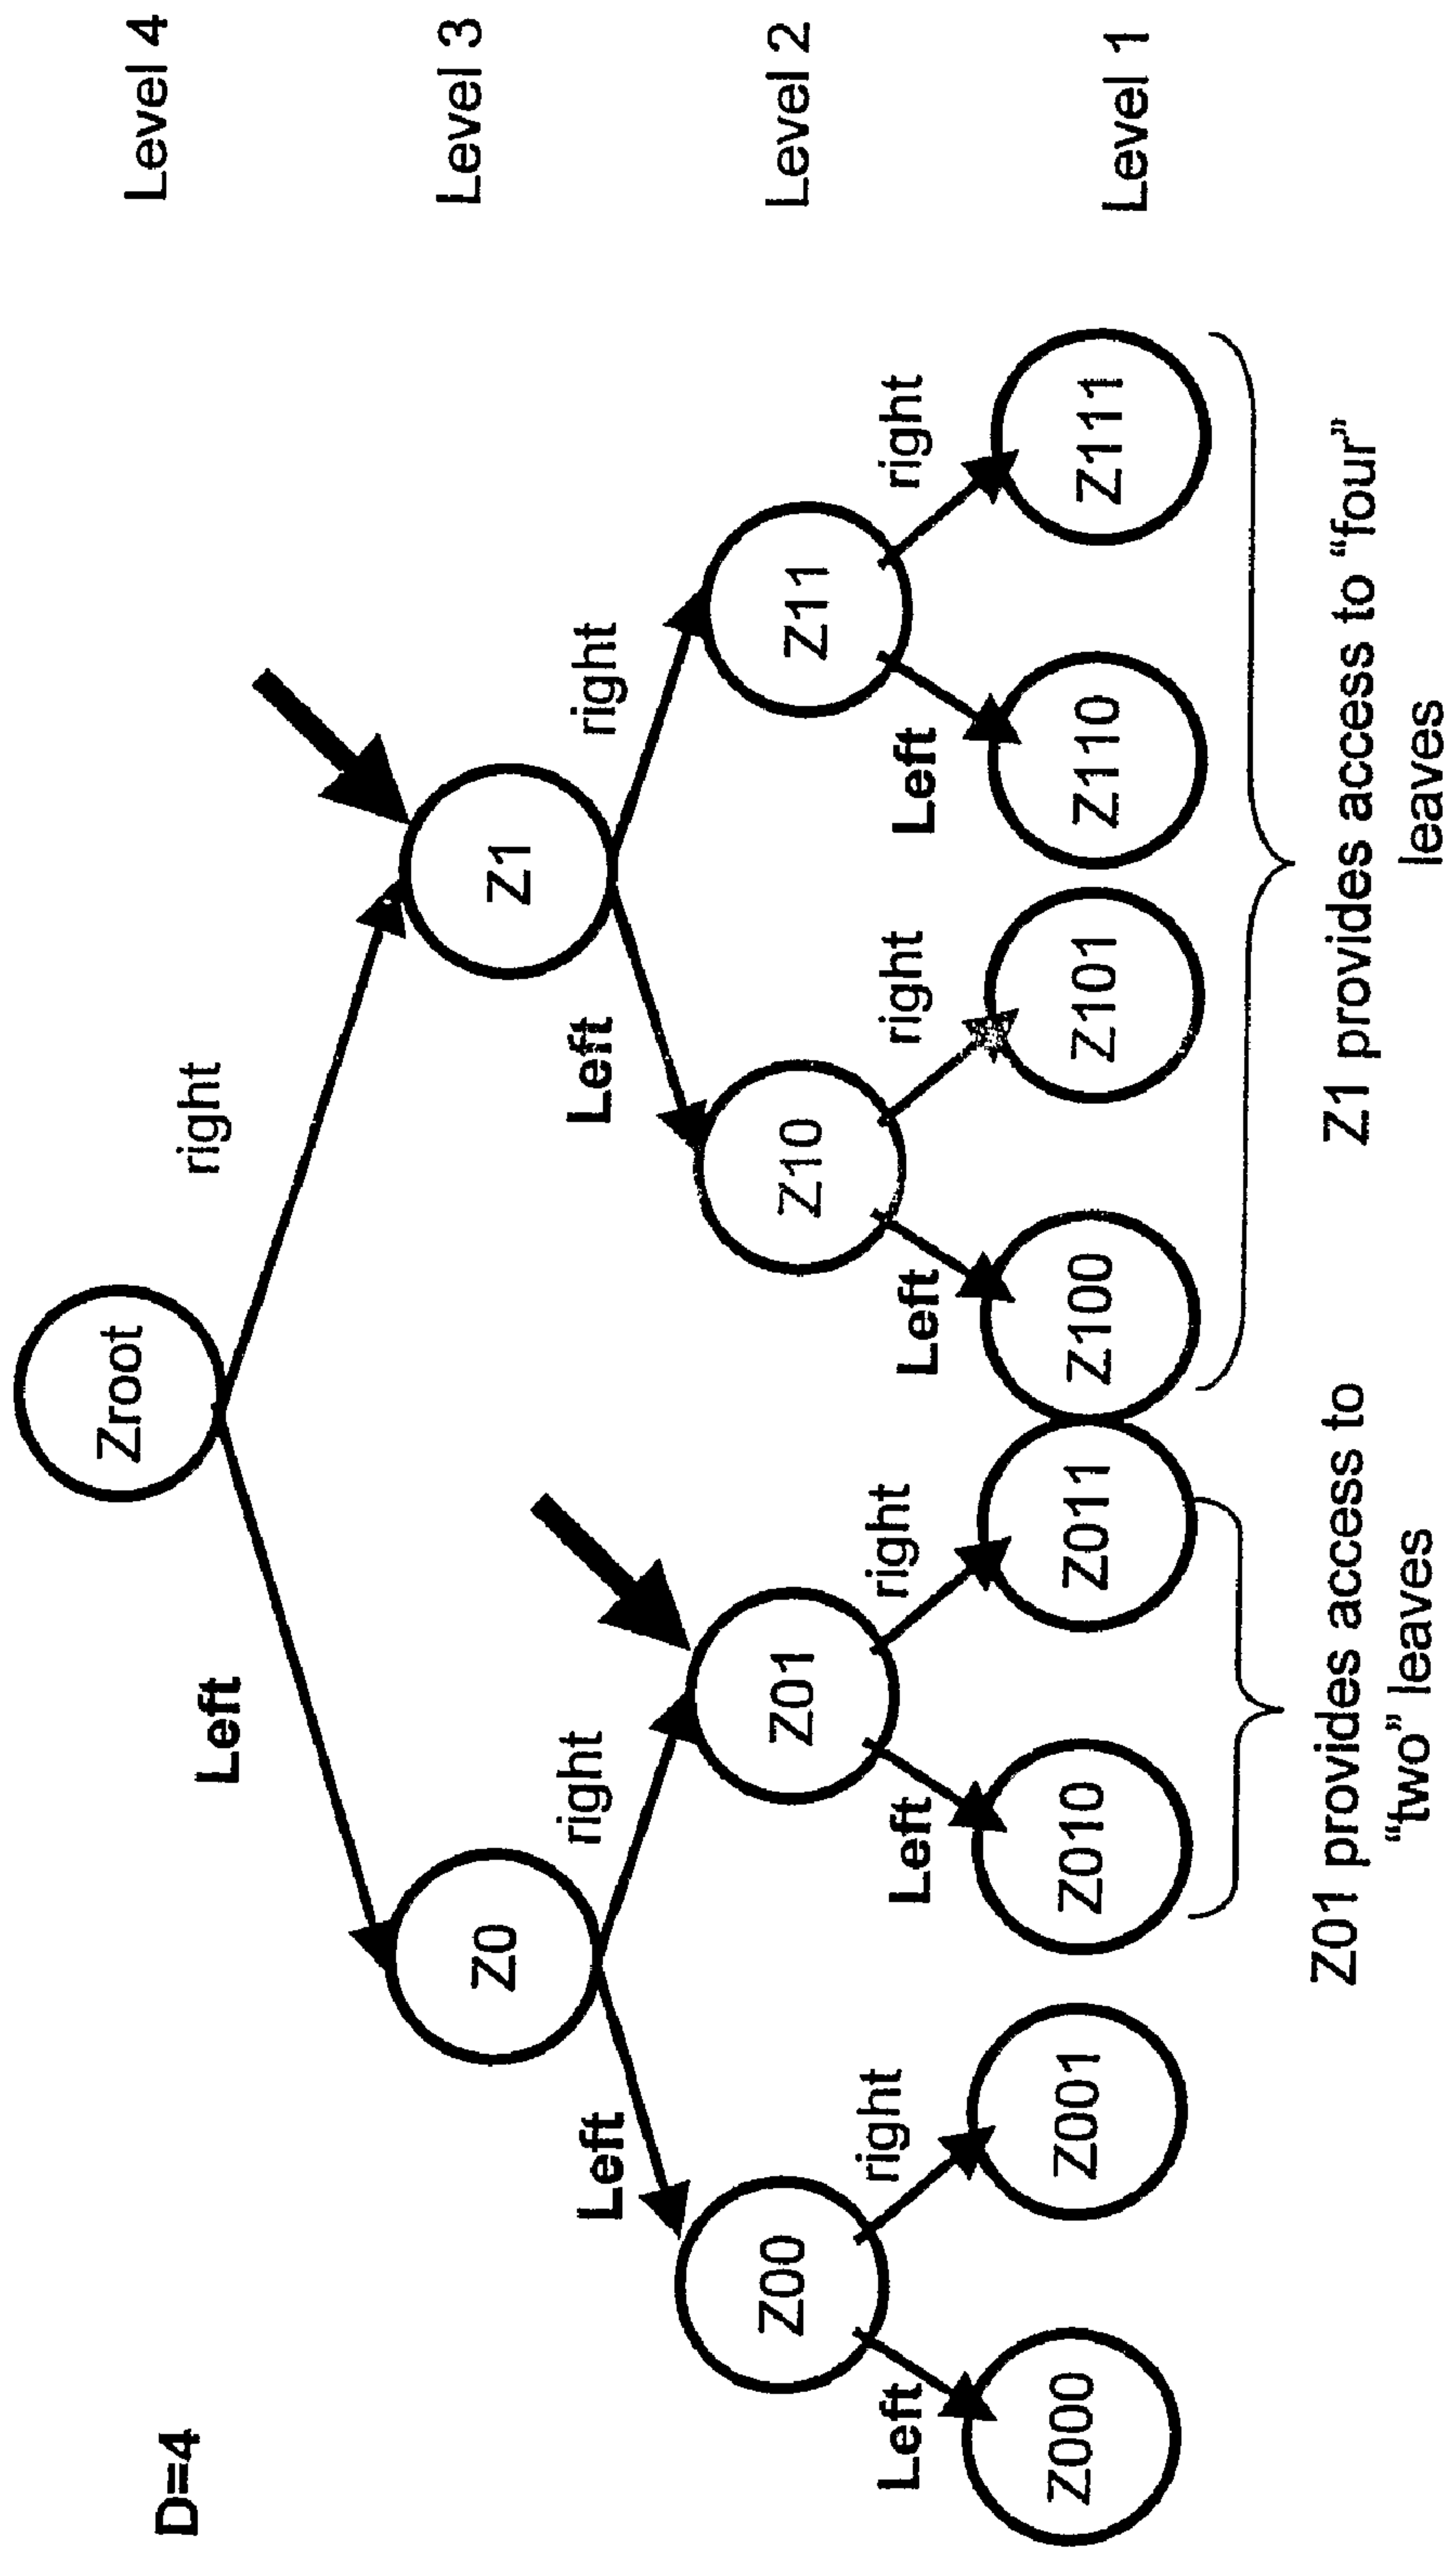 D=4
Zroot
Level 4
Left
right
Z0
Z1
Level 3
Left
right
Left
right
Z00
Z01
Z10
Z11
Level 2
Left
right
Left
right
Left
right
Left
right
Z000
Z001
Z010
Z011
Z100
Z101
Z110
Z111
Level 1
Z01 provides access to
“two” leaves
Z1 provides access to “four”
leaves